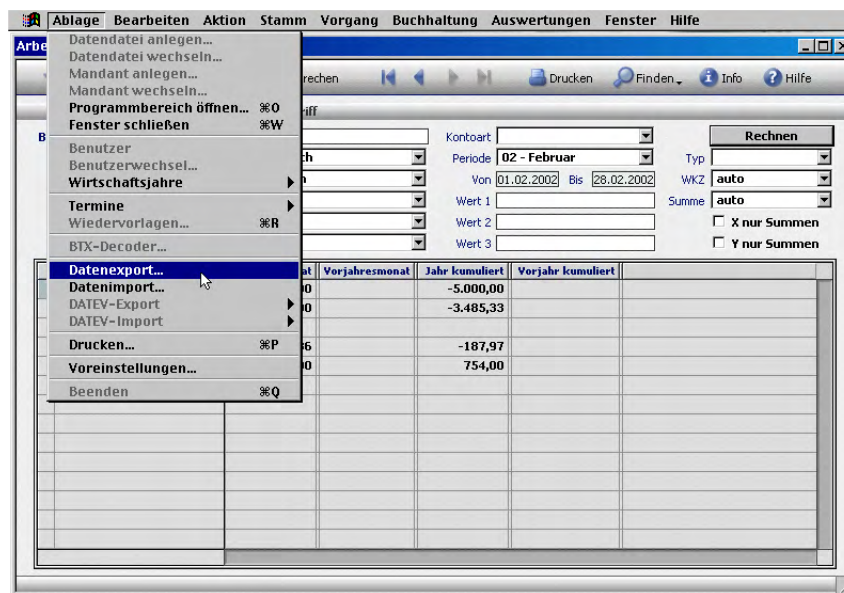 Ablage Bearbeiten Aktion Stamm Vorgang Buchhaltung Auswertungen Fenster Hilfe
Datendatei anlegen...
Datendatei wechseln...
Mandant anlegen...
Mandant wechseln...
Programmbereich öffnen... ⌘O
Fenster schließen ⌘W
Benutzer
Benutzerwechsel...
Wirtschaftsjahre
Termine
Wiedervorlagen... ⌘R
BTX-Decoder...
Datenexport...
Datenimport...
DATEV-Export
DATEV-Import
Drucken... ⌘P
Voreinstellungen...
Beenden ⌘Q
Drucken Finden Info Hilfe
Kontoart Rechnen
Periode 02 - Februar Typ
Von 01.02.2002 Bis 28.02.2002 WKZ auto
Wert 1 Summe auto
Wert 2 X nur Summen
Wert 3 Y nur Summen
Vorjahresmonat Jahr kumuliert Vorjahr kumuliert
-5.000,00
-3.485,33
-187,97
754,00